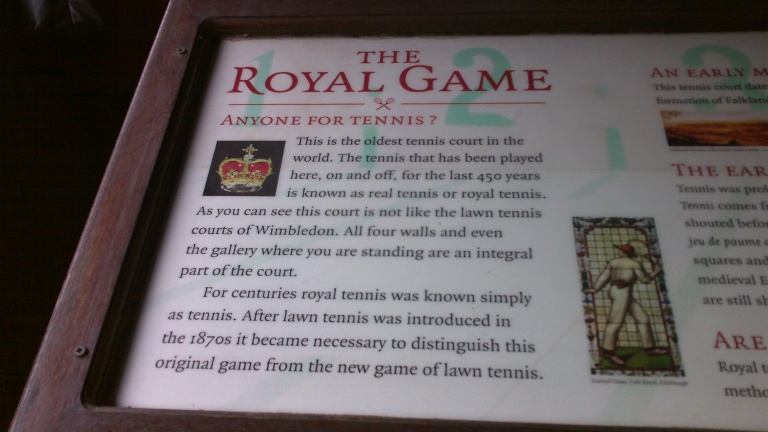 THE
ROYAL GAME
ANYONE FOR TENNIS?
This is the oldest tennis court in the
world. The tennis that has been played
here, on and off, for the last 450 years
is known as real tennis or royal tennis.
As you can see this court is not like the lawn tennis
courts of Wimbledon. All four walls and even
the gallery where you are standing are an integral
part of the court.
For centuries royal tennis was known simply
as tennis. After lawn tennis was introduced in
the 1870s it became necessary to distinguish this
original game from the new game of lawn tennis.
AN EARLY M
This tennis court date
formation of Falklan
THE EAR
Tennis was pro
Tennis comes f
shouted befor
jeu de paume
squares and
medieval E
are still s
ARE
Royal t
metho